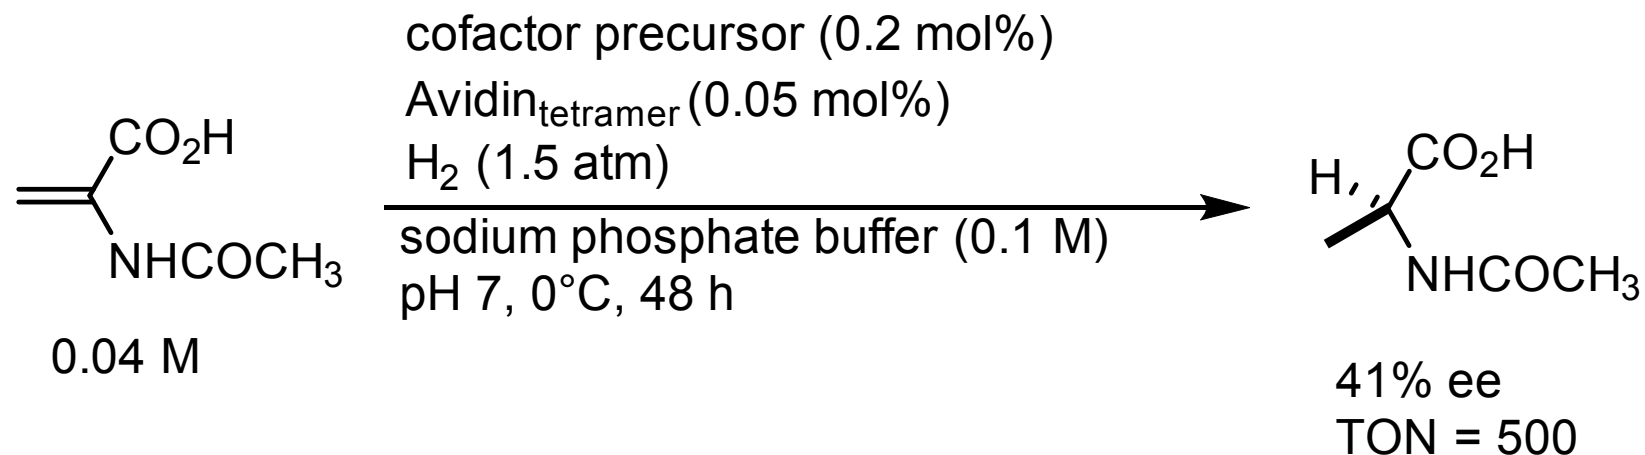 cofactor precursor (0.2 mol%)
Avidintetramer (0.05 mol%)
H2 (1.5 atm)
sodium phosphate buffer (0.1 M)
pH 7, 0°C, 48 h
CO2H
NHCOCH3
0.04 M
H
CO2H
NHCOCH3
41% ee
TON = 500